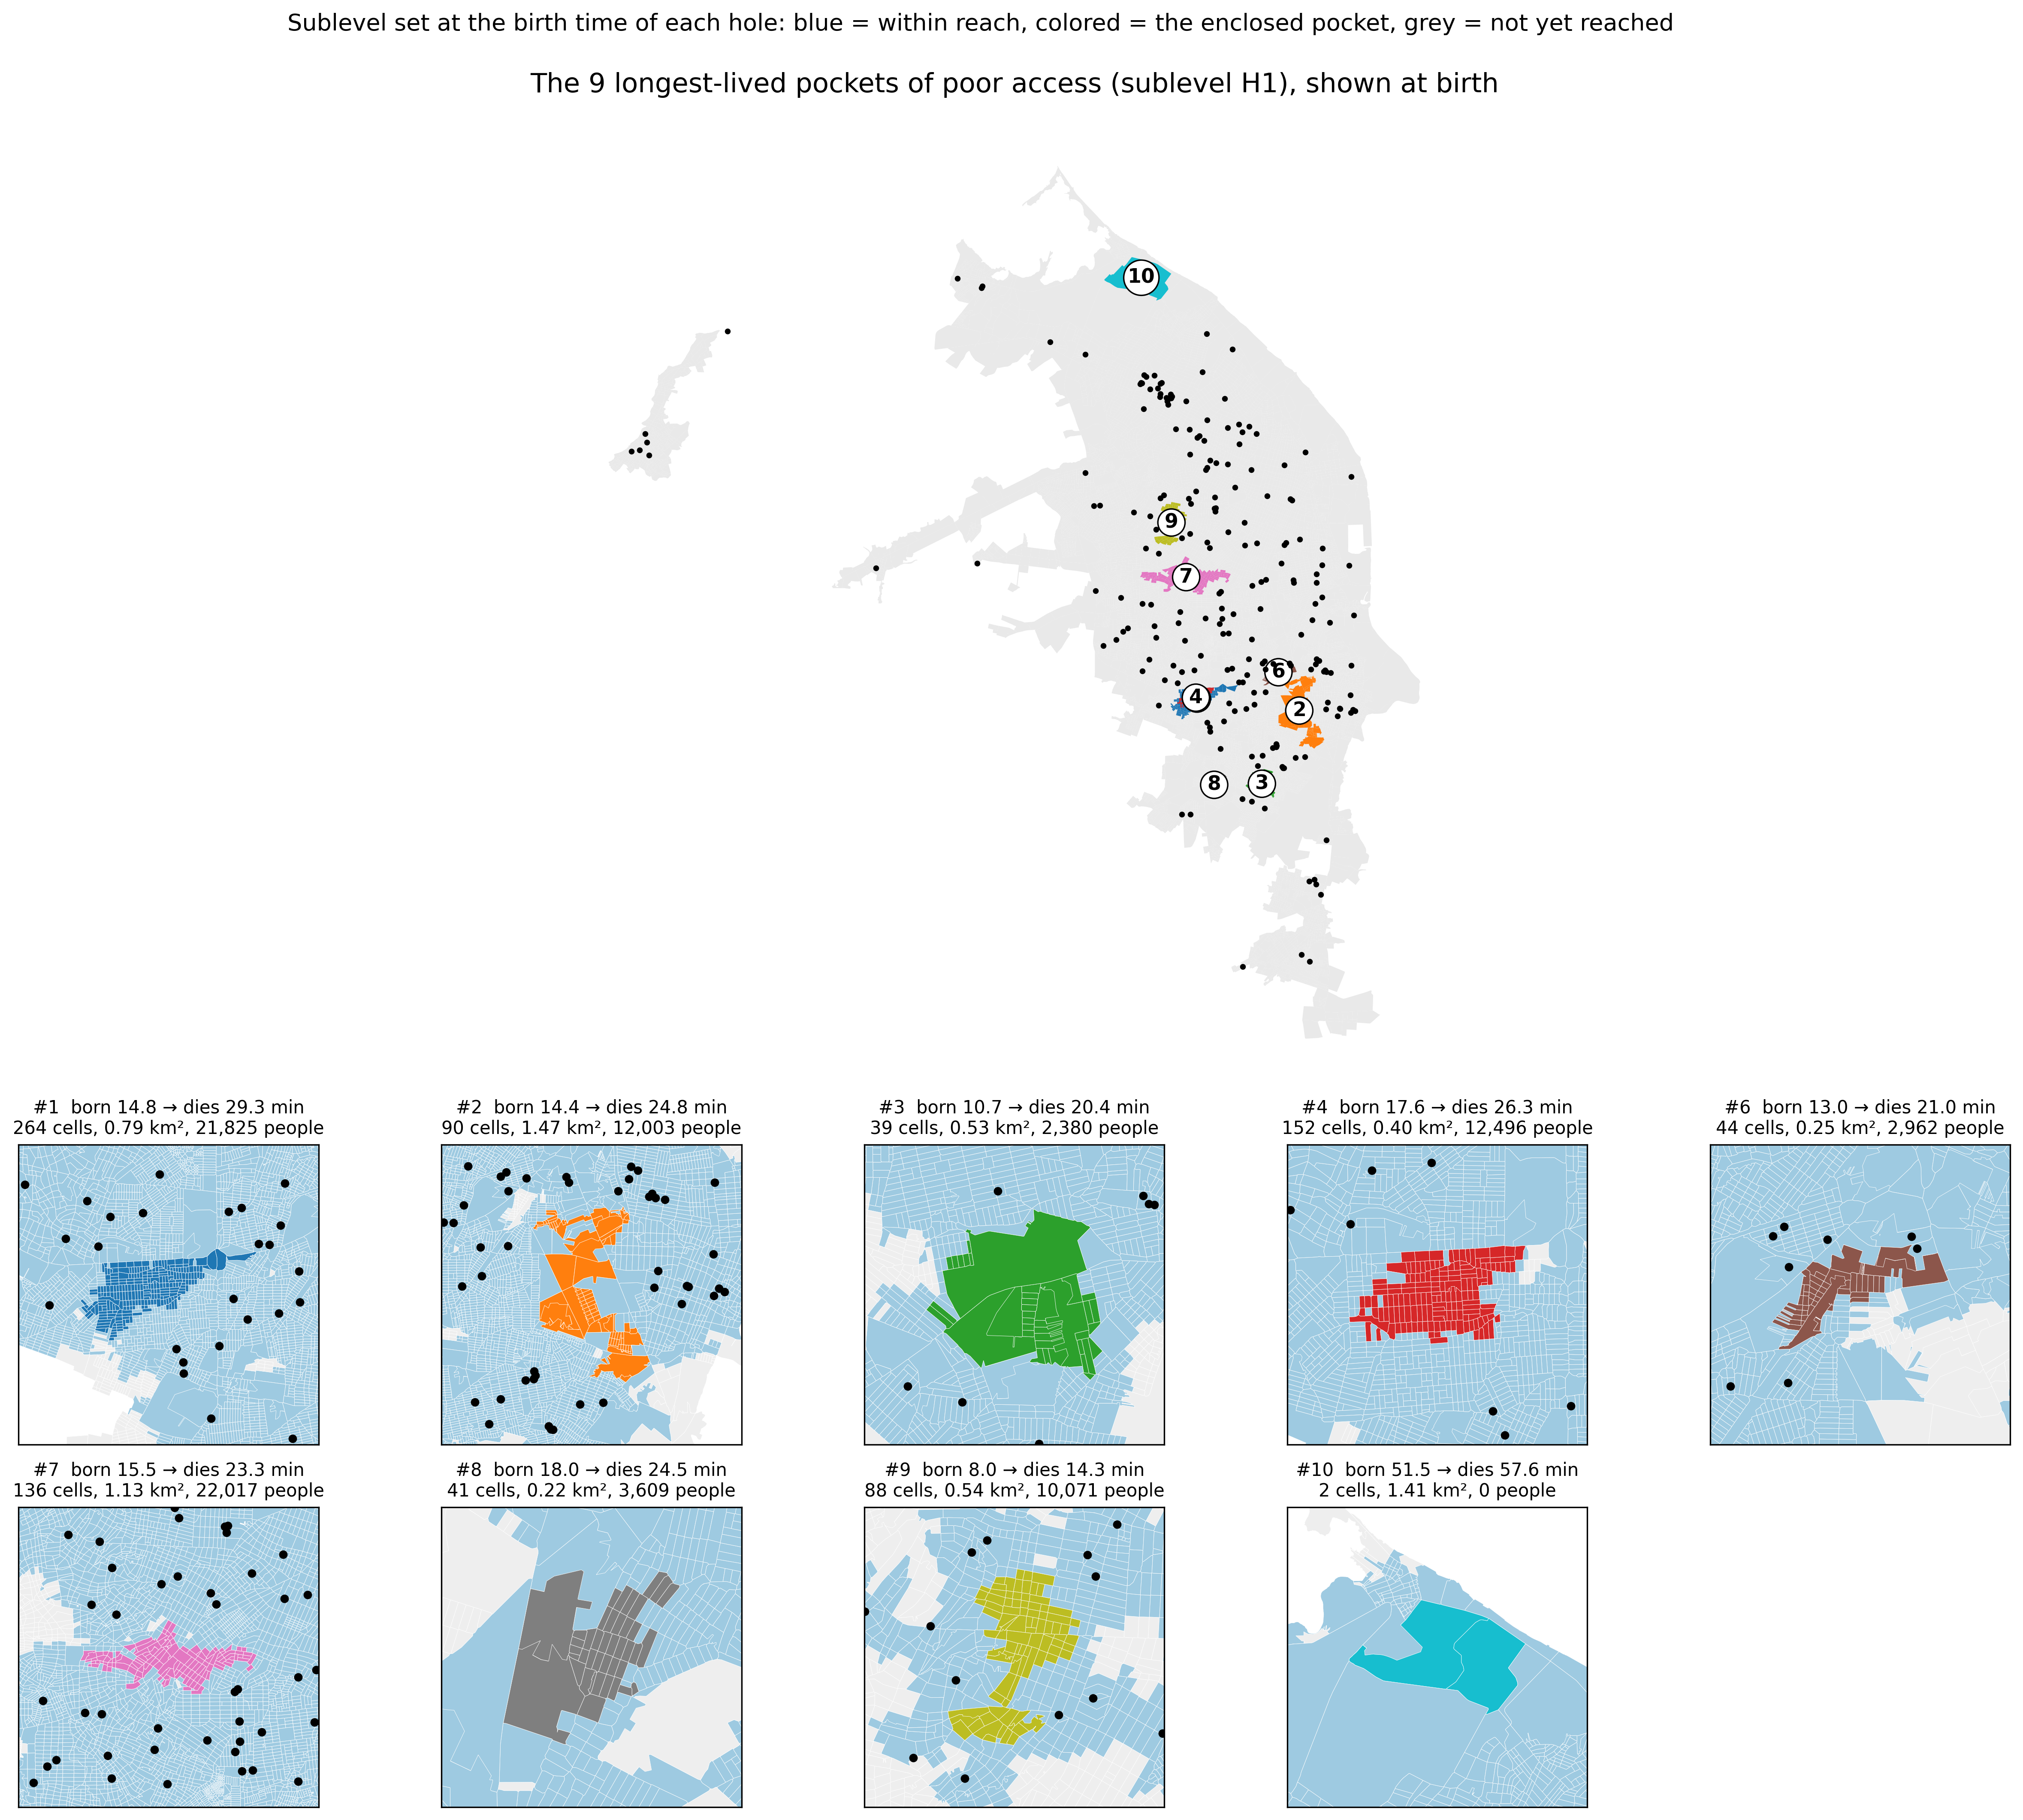 Sublevel set at the birth time of each hole: blue = within reach, colored = the enclosed pocket, grey = not yet reached
The 9 longest-lived pockets of poor access (sublevel H1), shown at birth
10
9
7
6
4
2
8
3
#1 born 14.8 → dies 29.3 min
264 cells, 0.79 km², 21,825 people
#2 born 14.4 → dies 24.8 min
90 cells, 1.47 km², 12,003 people
#3 born 10.7 → dies 20.4 min
39 cells, 0.53 km², 2,380 people
#4 born 17.6 → dies 26.3 min
152 cells, 0.40 km², 12,496 people
#6 born 13.0 → dies 21.0 min
44 cells, 0.25 km², 2,962 people
#7 born 15.5 → dies 23.3 min
136 cells, 1.13 km², 22,017 people
#8 born 18.0 → dies 24.5 min
41 cells, 0.22 km², 3,609 people
#9 born 8.0 → dies 14.3 min
88 cells, 0.54 km², 10,071 people
#10 born 51.5 → dies 57.6 min
2 cells, 1.41 km², 0 people